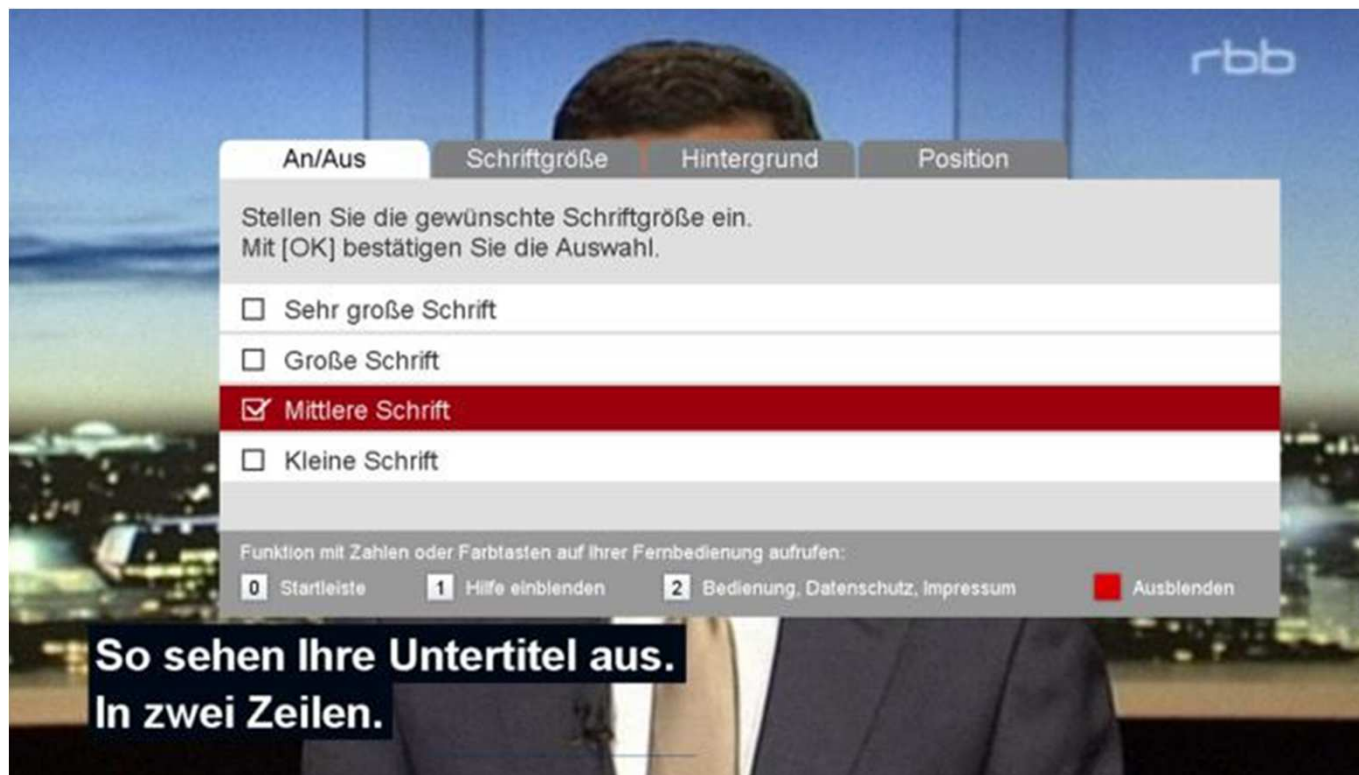 rbb
An/Aus Schriftgröße Hintergrund Position
Stellen Sie die gewünschte Schriftgröße ein.
Mit [OK] bestätigen Sie die Auswahl.
Sehr große Schrift
Große Schrift
Mittlere Schrift
Kleine Schrift
Funktion mit Zahlen oder Farbtasten auf Ihrer Fernbedienung aufrufen:
0 Startleiste 1 Hilfe einblenden 2 Bedienung, Datenschutz, Impressum Ausblenden
So sehen Ihre Untertitel aus.
In zwei Zeilen.